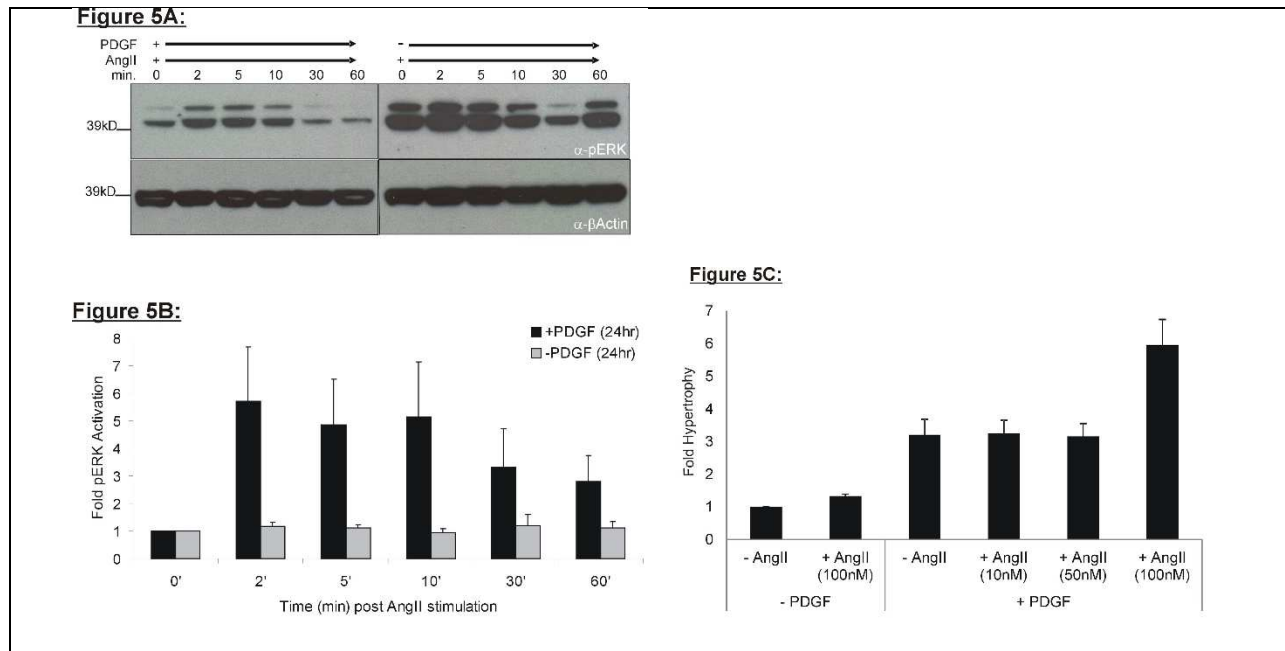 Figure 5A:
PDGF + -
AngII + +
min. 0 2 5 10 30 60 0 2 5 10 30 60
39kD
α-pERK
39kD
α-βActin
Figure 5B:
+PDGF (24hr)
-PDGF (24hr)
Fold pERK Activation
8
7
6
5
4
3
2
1
0
0' 2' 5' 10' 30' 60'
Time (min) post AngII stimulation
Figure 5C:
Fold Hypertrophy
7
6
5
4
3
2
1
0
- AngII + AngII - AngII + AngII + AngII + AngII
(100nM) (10nM) (50nM) (100nM)
- PDGF + PDGF